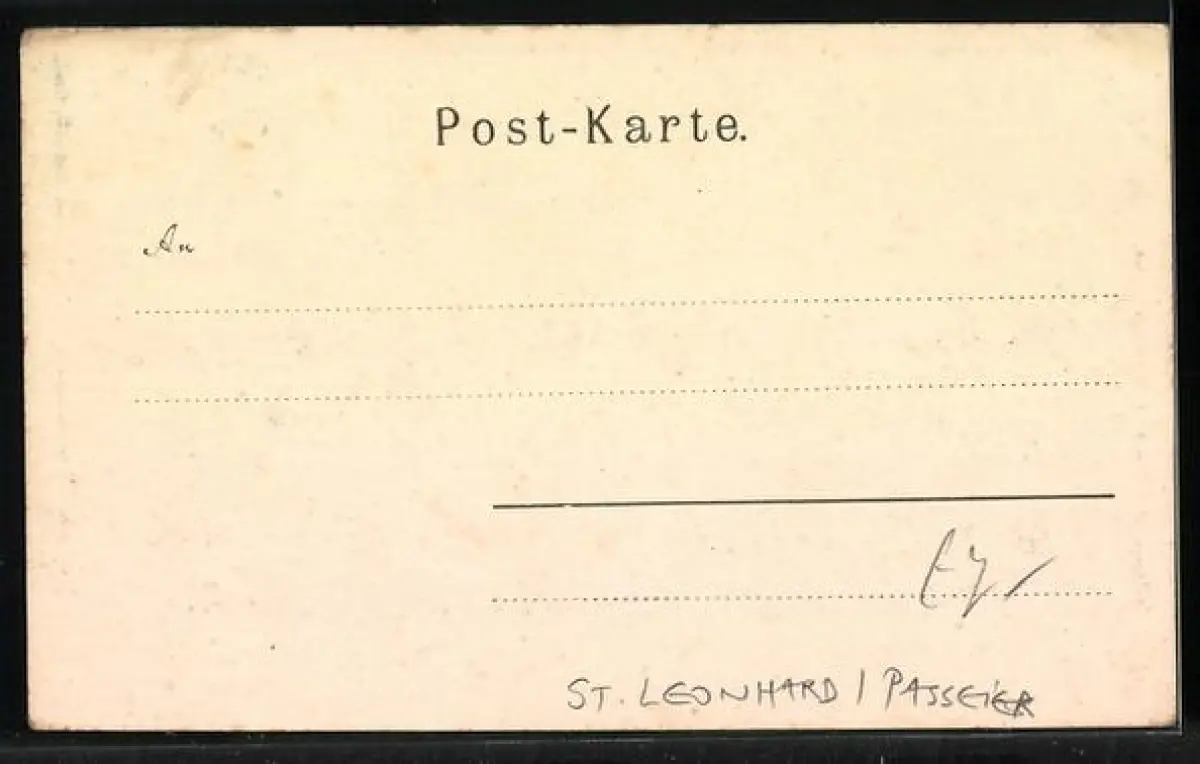 Post-Karte.
An
ST. LEONHARD / PASSEIER